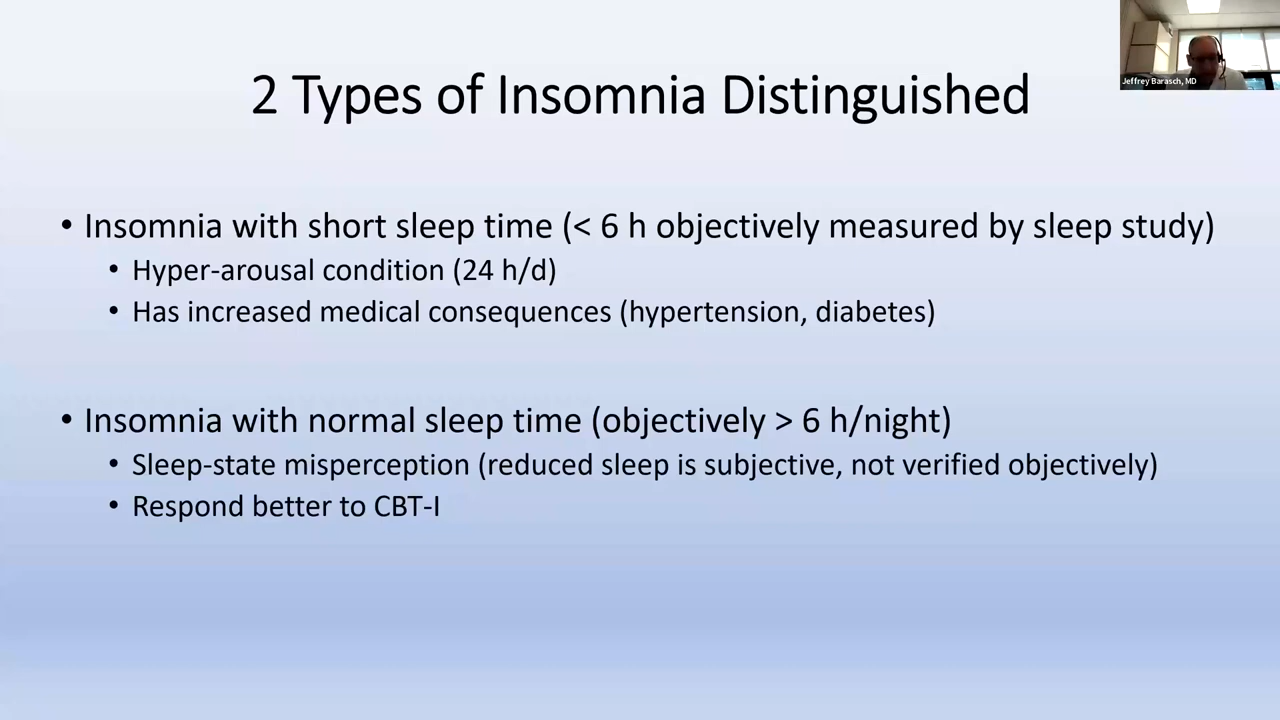 Jeffrey Barasch, MD
2 Types of Insomnia Distinguished
• Insomnia with short sleep time (< 6 h objectively measured by sleep study)
• Hyper-arousal condition (24 h/d)
• Has increased medical consequences (hypertension, diabetes)
• Insomnia with normal sleep time (objectively > 6 h/night)
• Sleep-state misperception (reduced sleep is subjective, not verified objectively)
• Respond better to CBT-I